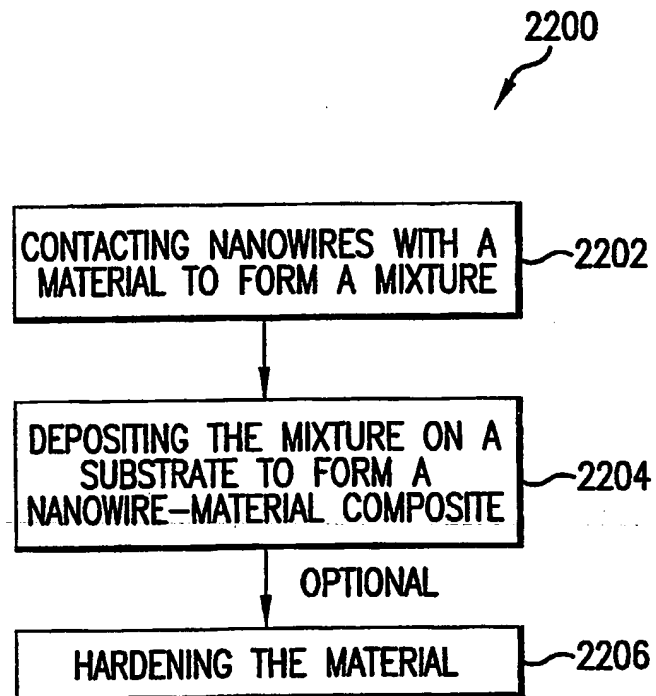 2200
CONTACTING NANOWIRES WITH A
MATERIAL TO FORM A MIXTURE
2202
DEPOSITING THE MIXTURE ON A
SUBSTRATE TO FORM A
NANOWIRE-MATERIAL COMPOSITE
2204
OPTIONAL
HARDENING THE MATERIAL
2206